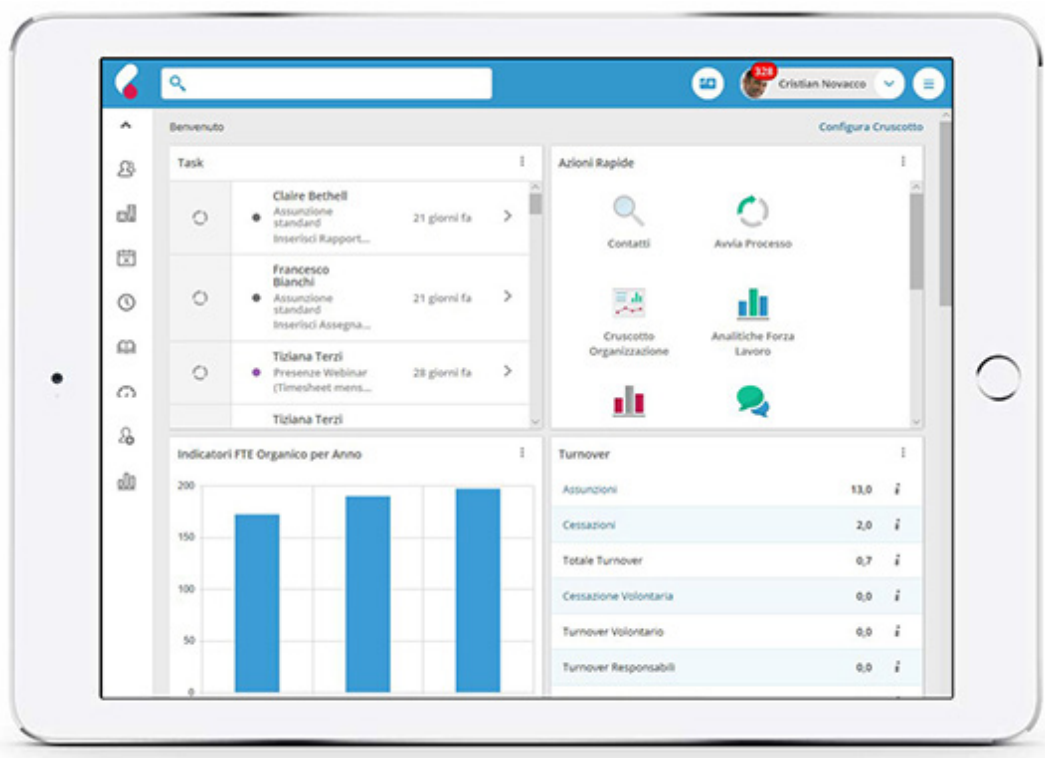 328
Cristian Novacco
Benvenuto
Configura Cruscotto
Task
Claire Bethell
Assunzione
standard
Inserisci Rapport...
21 giorni fa
Francesco
Bianchi
Assunzione
standard
Inserisci Assegna...
21 giorni fa
Tiziana Terzi
Presenze Webinar
(Timesheet mens...
28 giorni fa
Tiziana Terzi
Azioni Rapide
Contatti
Avvia Processo
Cruscotto
Organizzazione
Analitiche Forza
Lavoro
Indicatori FTE Organico per Anno
200
150
100
50
0
Turnover
Assunzioni 13,0 i
Cessazioni 2,0 i
Totale Turnover 0,7 i
Cessazione Volontaria 0,0 i
Turnover Volontario 0,0 i
Turnover Responsabili 0,0 i